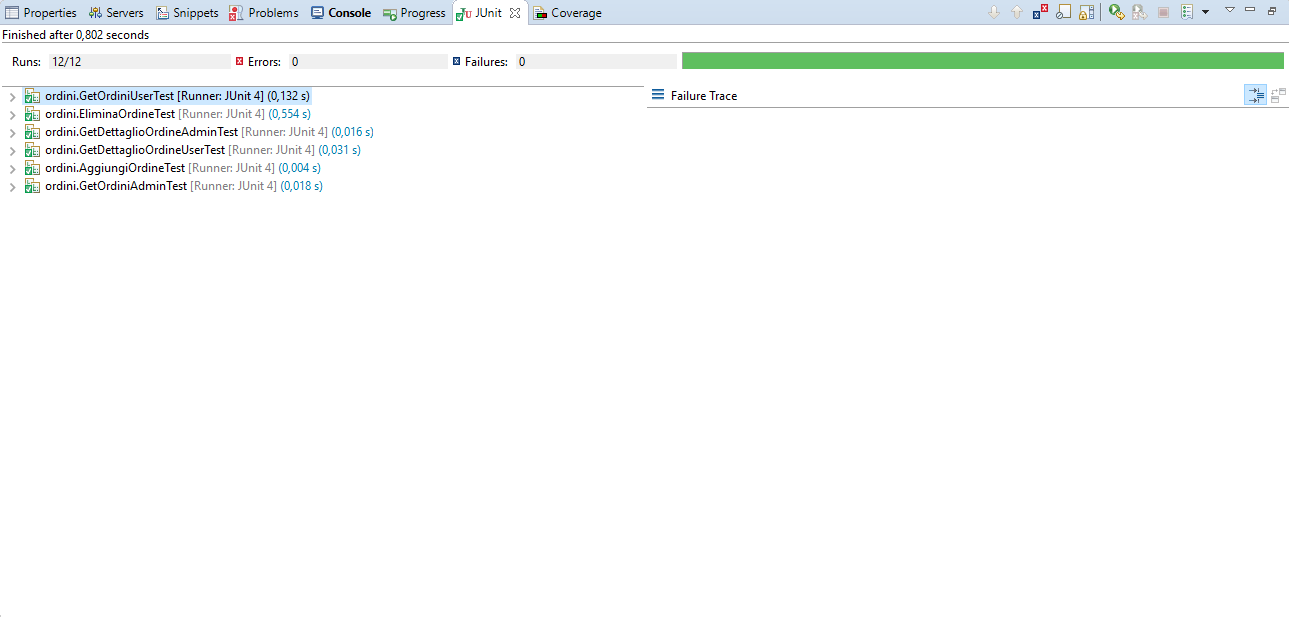 Properties Servers Snippets Problems Console Progress JUnit Coverage
Finished after 0,802 seconds
Runs: 12/12 Errors: 0 Failures: 0
ordini.GetOrdiniUserTest [Runner: JUnit 4] (0,132 s)
Failure Trace
ordini.EliminaOrdineTest [Runner: JUnit 4] (0,554 s)
ordini.GetDettaglioOrdineAdminTest [Runner: JUnit 4] (0,016 s)
ordini.GetDettaglioOrdineUserTest [Runner: JUnit 4] (0,031 s)
ordini.AggiungiOrdineTest [Runner: JUnit 4] (0,004 s)
ordini.GetOrdiniAdminTest [Runner: JUnit 4] (0,018 s)